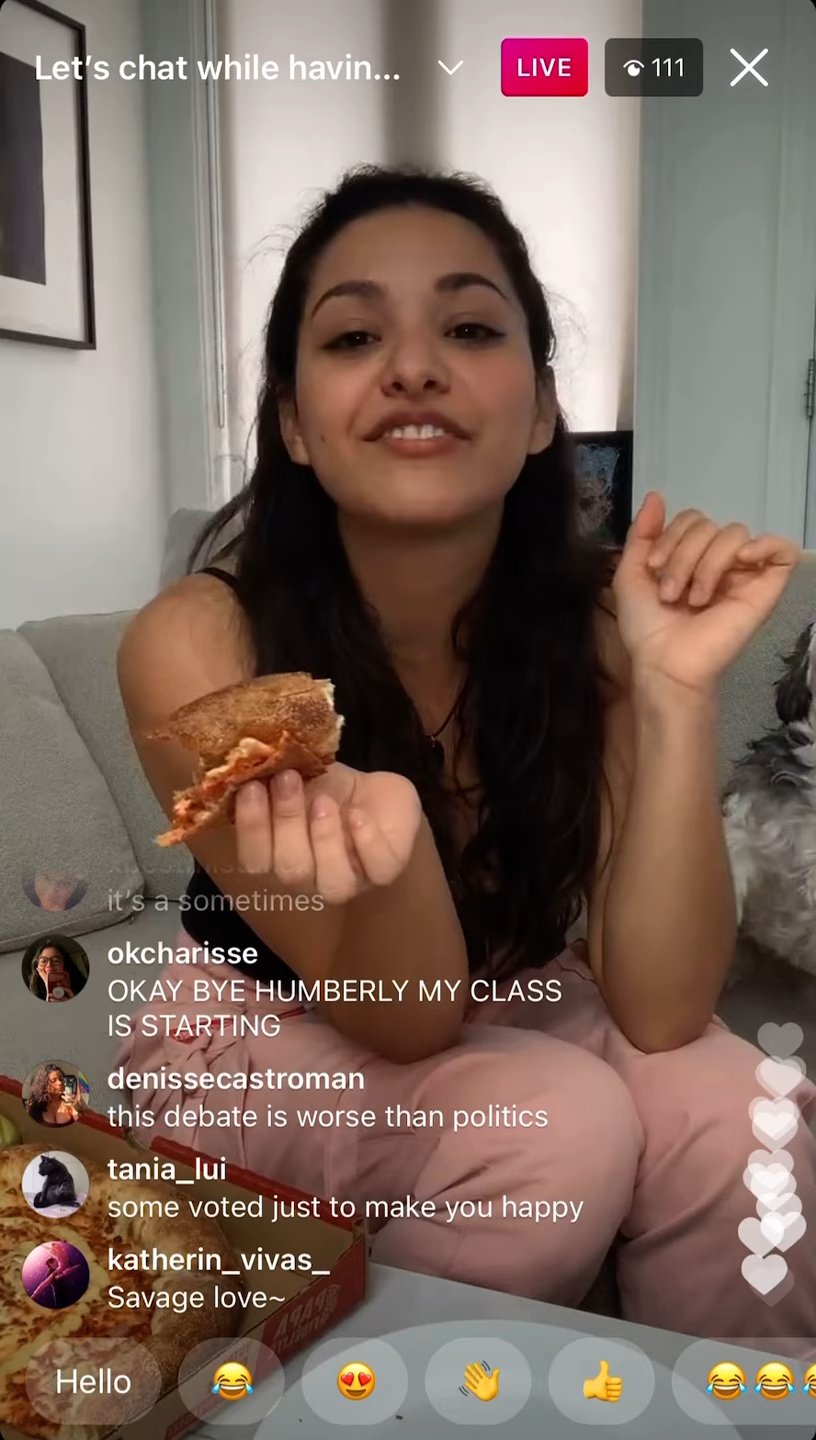 Let's chat while havin...
LIVE
111
it's a sometimes
okcharisse
OKAY BYE HUMBERLY MY CLASS
IS STARTING
denissecastroman
this debate is worse than politics
tania_lui
some voted just to make you happy
katherin_vivas_
Savage love~
PAPA
Hello